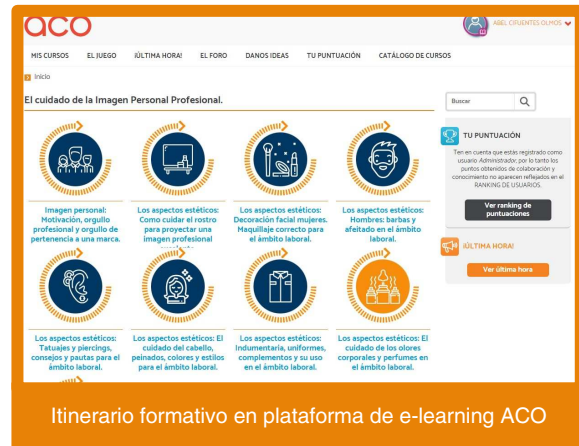 aco
ABEL CIFUENTES OLMOS
MIS CURSOS EL JUEGO ¡ÚLTIMA HORA! EL FORO DANOS IDEAS TU PUNTUACIÓN CATÁLOGO DE CURSOS
Inicio
El cuidado de la Imagen Personal Profesional.
Buscar
Imagen personal:
Motivación, orgullo
profesional y orgullo de
pertenencia a una marca.
Los aspectos estéticos:
Como cuidar el rostro
para proyectar una
imagen profesional
Los aspectos estéticos:
Decoración facial mujeres.
Maquillaje correcto para
el ámbito laboral.
Los aspectos estéticos:
Hombres: barbas y
afeitado en el ámbito
laboral.
TU PUNTUACIÓN
Ten en cuenta que estás registrado como
usuario Administrador, por lo tanto los
puntos obtenidos de colaboración y
conocimiento no aparecen reflejados en el
RANKING DE USUARIOS.
Ver ranking de
puntuaciones
¡ÚLTIMA HORA!
Ver última hora
Los aspectos estéticos:
Tatuajes y piercings,
consejos y pautas para el
ámbito laboral.
Los aspectos estéticos: El
cuidado del cabello,
peinados, colores y estilos
para el ámbito laboral.
Los aspectos estéticos:
Indumentaria, uniformes,
complementos y su uso
en el ámbito laboral.
Los aspectos estéticos: El
cuidado de los olores
corporales y perfumes en
el ámbito laboral.
Itinerario formativo en plataforma de e-learning ACO